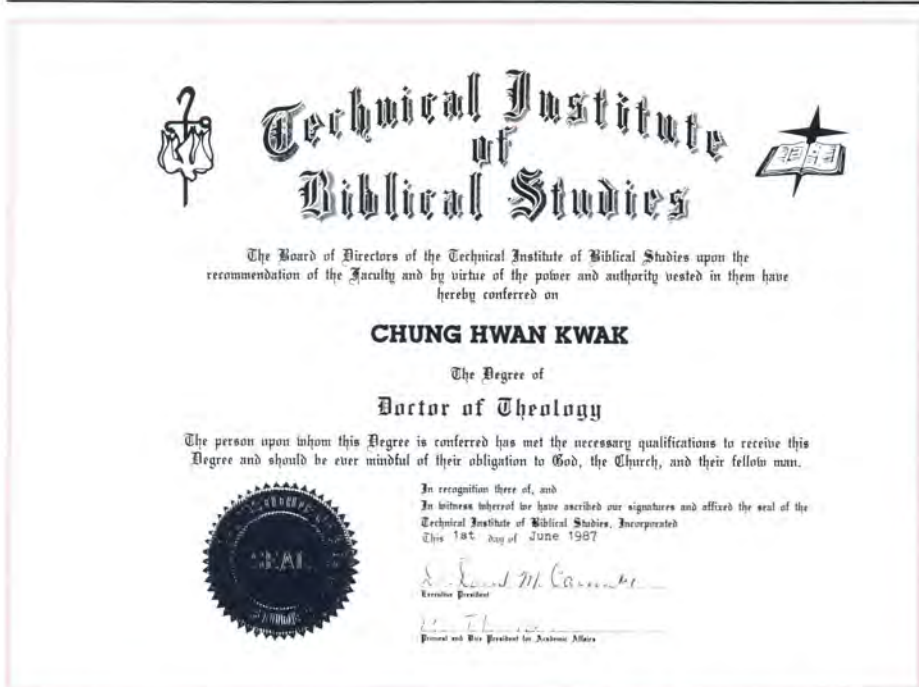 Technical Institute
of
Biblical Studies
The Board of Directors of the Technical Institute of Biblical Studies upon the
recommendation of the Faculty and by virtue of the power and authority vested in them have
hereby conferred on
CHUNG HWAN KWAK
The Degree of
Doctor of Theology
The person upon whom this Degree is conferred has met the necessary qualifications to receive this
Degree and should be ever mindful of their obligation to God, the Church, and their fellow man.
In recognition there of, and
In witness whereof we have ascribed our signatures and affixed the seal of the
Technical Institute of Biblical Studies, Incorporated
This 1st day of June 1987
SEAL
Executive President
Provost and Vice President for Academic Affairs